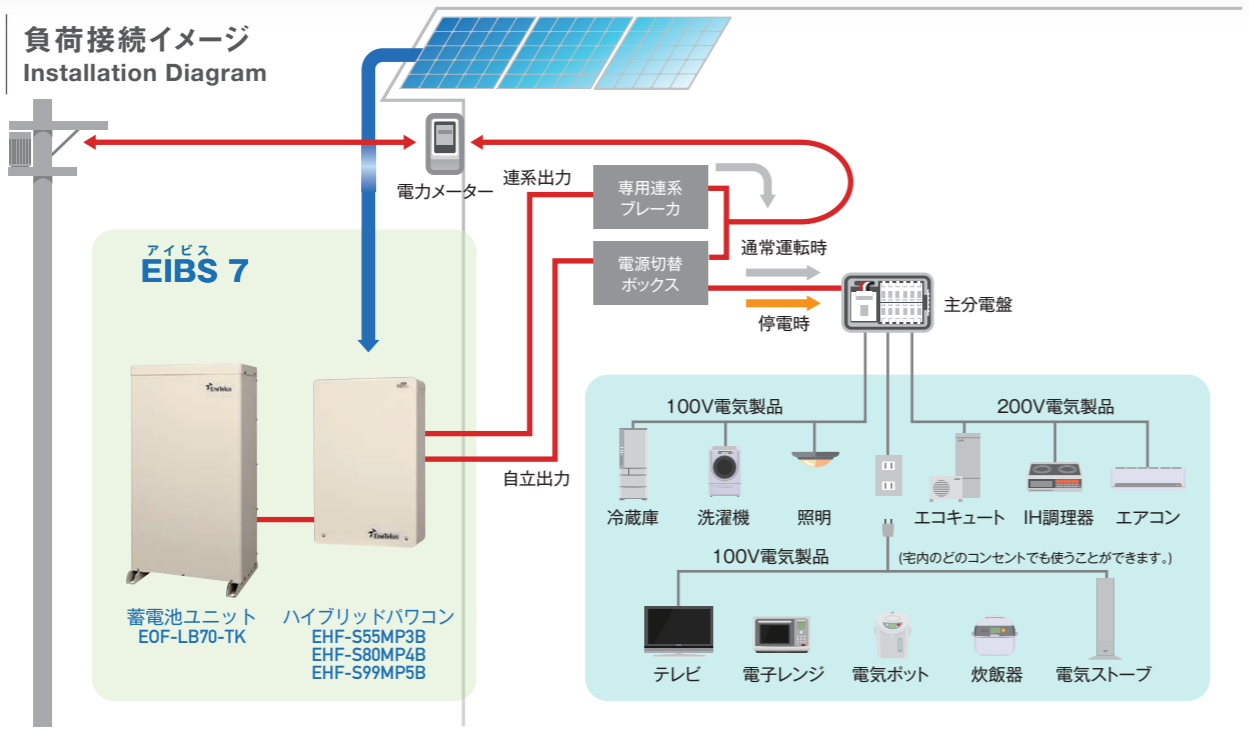 負荷接続イメージ
Installation Diagram
電力メーター
連系出力
専用連系
ブレーカ
電源切替
ボックス
通常運転時
停電時
主分電盤
アイビス
EIBS 7
EneTelus
EneTelus
自立出力
蓄電池ユニット
EOF-LB70-TK
ハイブリッドパワコン
EHF-S55MP3B
EHF-S80MP4B
EHF-S99MP5B
100V電気製品
200V電気製品
冷蔵庫
洗濯機
照明
エコキュート
IH調理器
エアコン
100V電気製品
(宅内のどのコンセントでも使うことができます。)
テレビ
電子レンジ
電気ポット
炊飯器
電気ストーブ